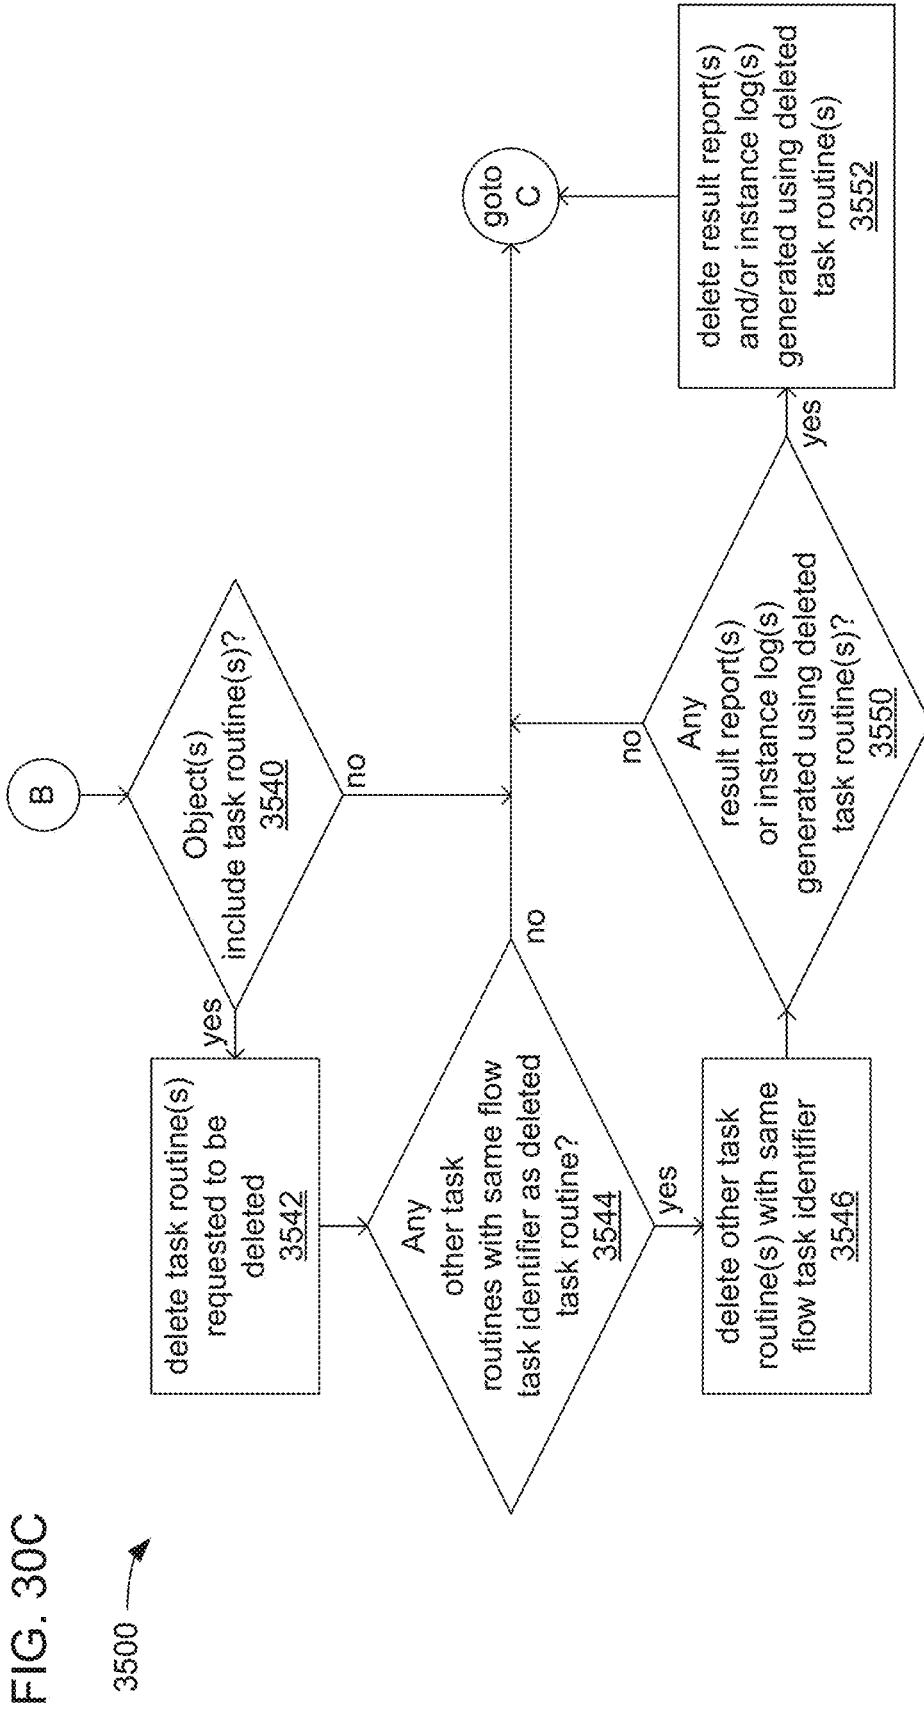 FIG. 30C
3500
B
Object(s)
include task routine(s)?
3540
yes
no
delete task routine(s)
requested to be
deleted
3542
Any
other task
routines with same flow
task identifier as deleted
task routine?
3544
no
yes
delete other task
routine(s) with same
flow task identifier
3546
Any
result report(s)
or instance log(s)
generated using deleted
task routine(s)?
3550
no
yes
delete result report(s)
and/or instance log(s)
generated using deleted
task routine(s)
3552
goto
C